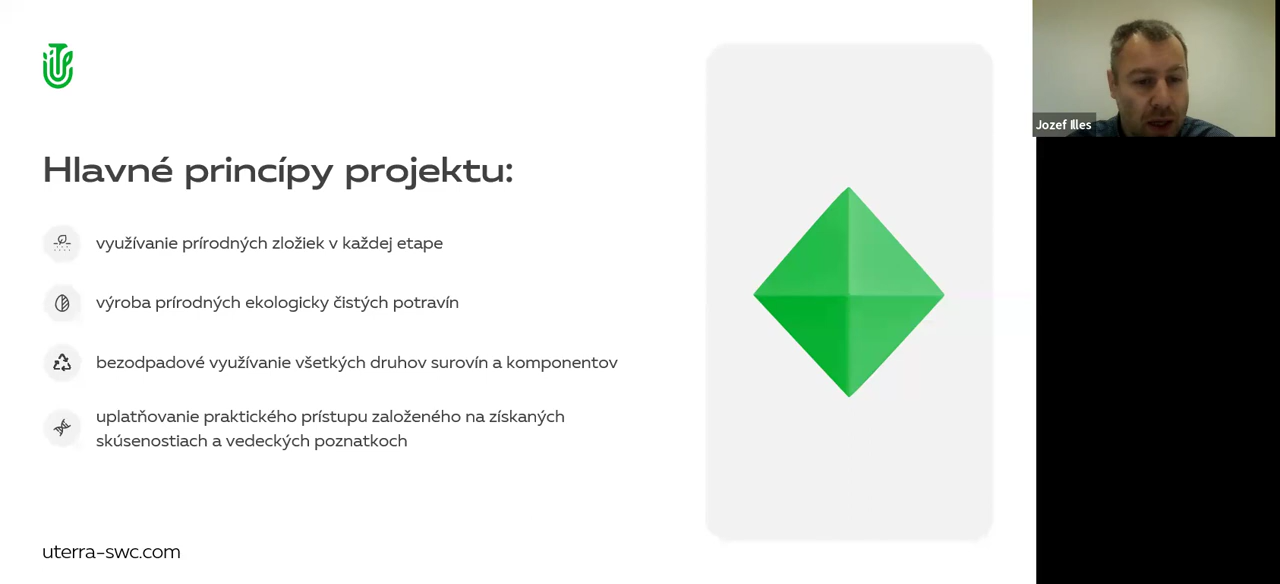 Hlavné princípy projektu:
využívanie prírodných zložiek v každej etape
výroba prírodných ekologicky čistých potravín
bezodpadové využívanie všetkých druhov surovín a komponentov
uplatňovanie praktického prístupu založeného na získaných
skúsenostiach a vedeckých poznatkoch
uterra-swc.com
Jozef Illes